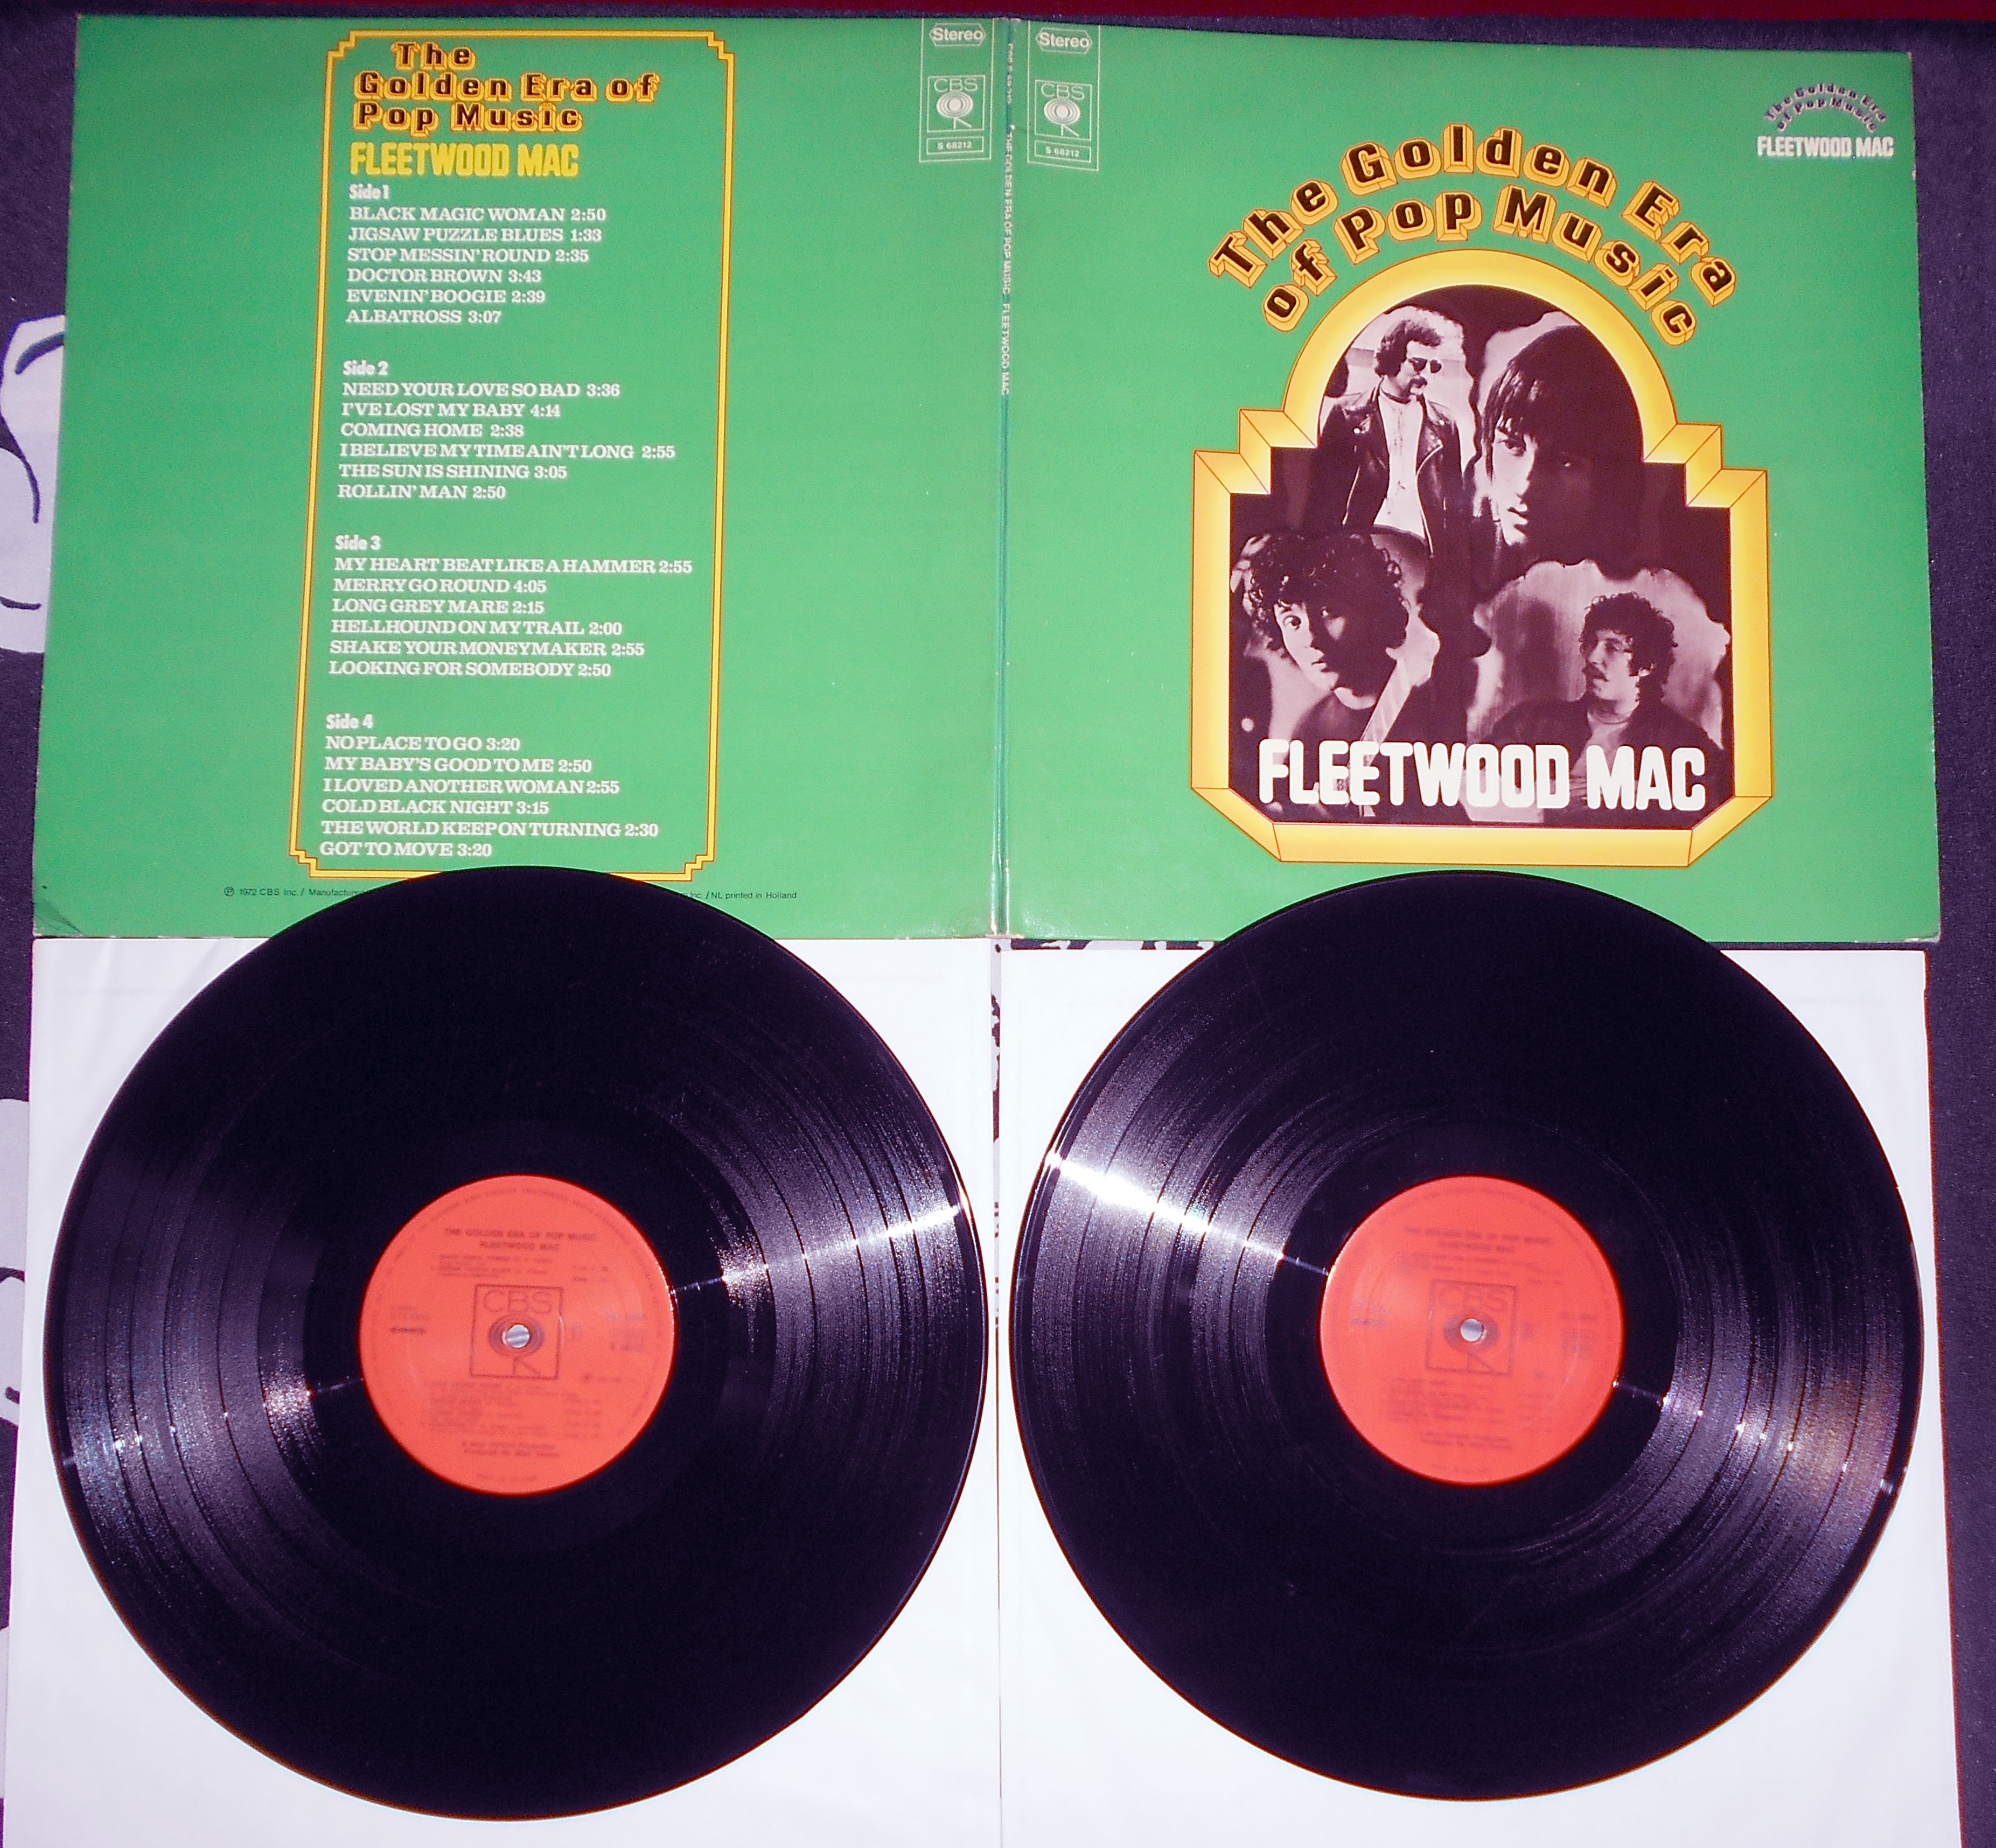 The
Golden Era of
Pop Music
FLEETWOOD MAC
Side 1
BLACK MAGIC WOMAN 2:50
JIGSAW PUZZLE BLUES 1:33
STOP MESSIN' ROUND 2:35
DOCTOR BROWN 3:43
EVENIN' BOOGIE 2:39
ALBATROSS 3:07
Side 2
NEED YOUR LOVE SO BAD 3:36
I'VE LOST MY BABY 4:14
COMING HOME 2:38
I BELIEVE MY TIME AIN'T LONG 2:55
THE SUN IS SHINING 3:05
ROLLIN' MAN 2:50
Side 3
MY HEART BEAT LIKE A HAMMER 2:55
MERRY GO ROUND 4:05
LONG GREY MARE 2:15
HELLHOUND ON MY TRAIL 2:00
SHAKE YOUR MONEYMAKER 2:55
LOOKING FOR SOMEBODY 2:50
Side 4
NO PLACE TO GO 3:20
MY BABY'S GOOD TO ME 2:50
I LOVED ANOTHER WOMAN 2:55
COLD BLACK NIGHT 3:15
THE WORLD KEEP ON TURNING 2:30
GOT TO MOVE 3:20
℗ 1972 CBS Inc. / Manufacture
Inc. / NL printed in Holland
Stereo
CBS
S 68212
THE GOLDEN ERA OF POP MUSIC FLEETWOOD MAC
Stereo
CBS
S 68212
The Golden Era
of Pop Music
FLEETWOOD MAC
The Golden Era
of Pop Music
FLEETWOOD MAC
THE GOLDEN ERA OF POP MUSIC
FLEETWOOD MAC
CBS
THE GOLDEN ERA OF POP MUSIC
FLEETWOOD MAC
CBS